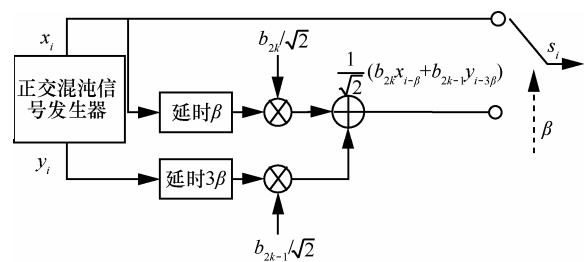 x_i
b_{2k}/√2
s_i
正交混沌信
号发生器
延时β
1/√2 (b_{2k}x_{i-β}+b_{2k-1}y_{i-3β})
β
y_i
延时3β
b_{2k-1}/√2